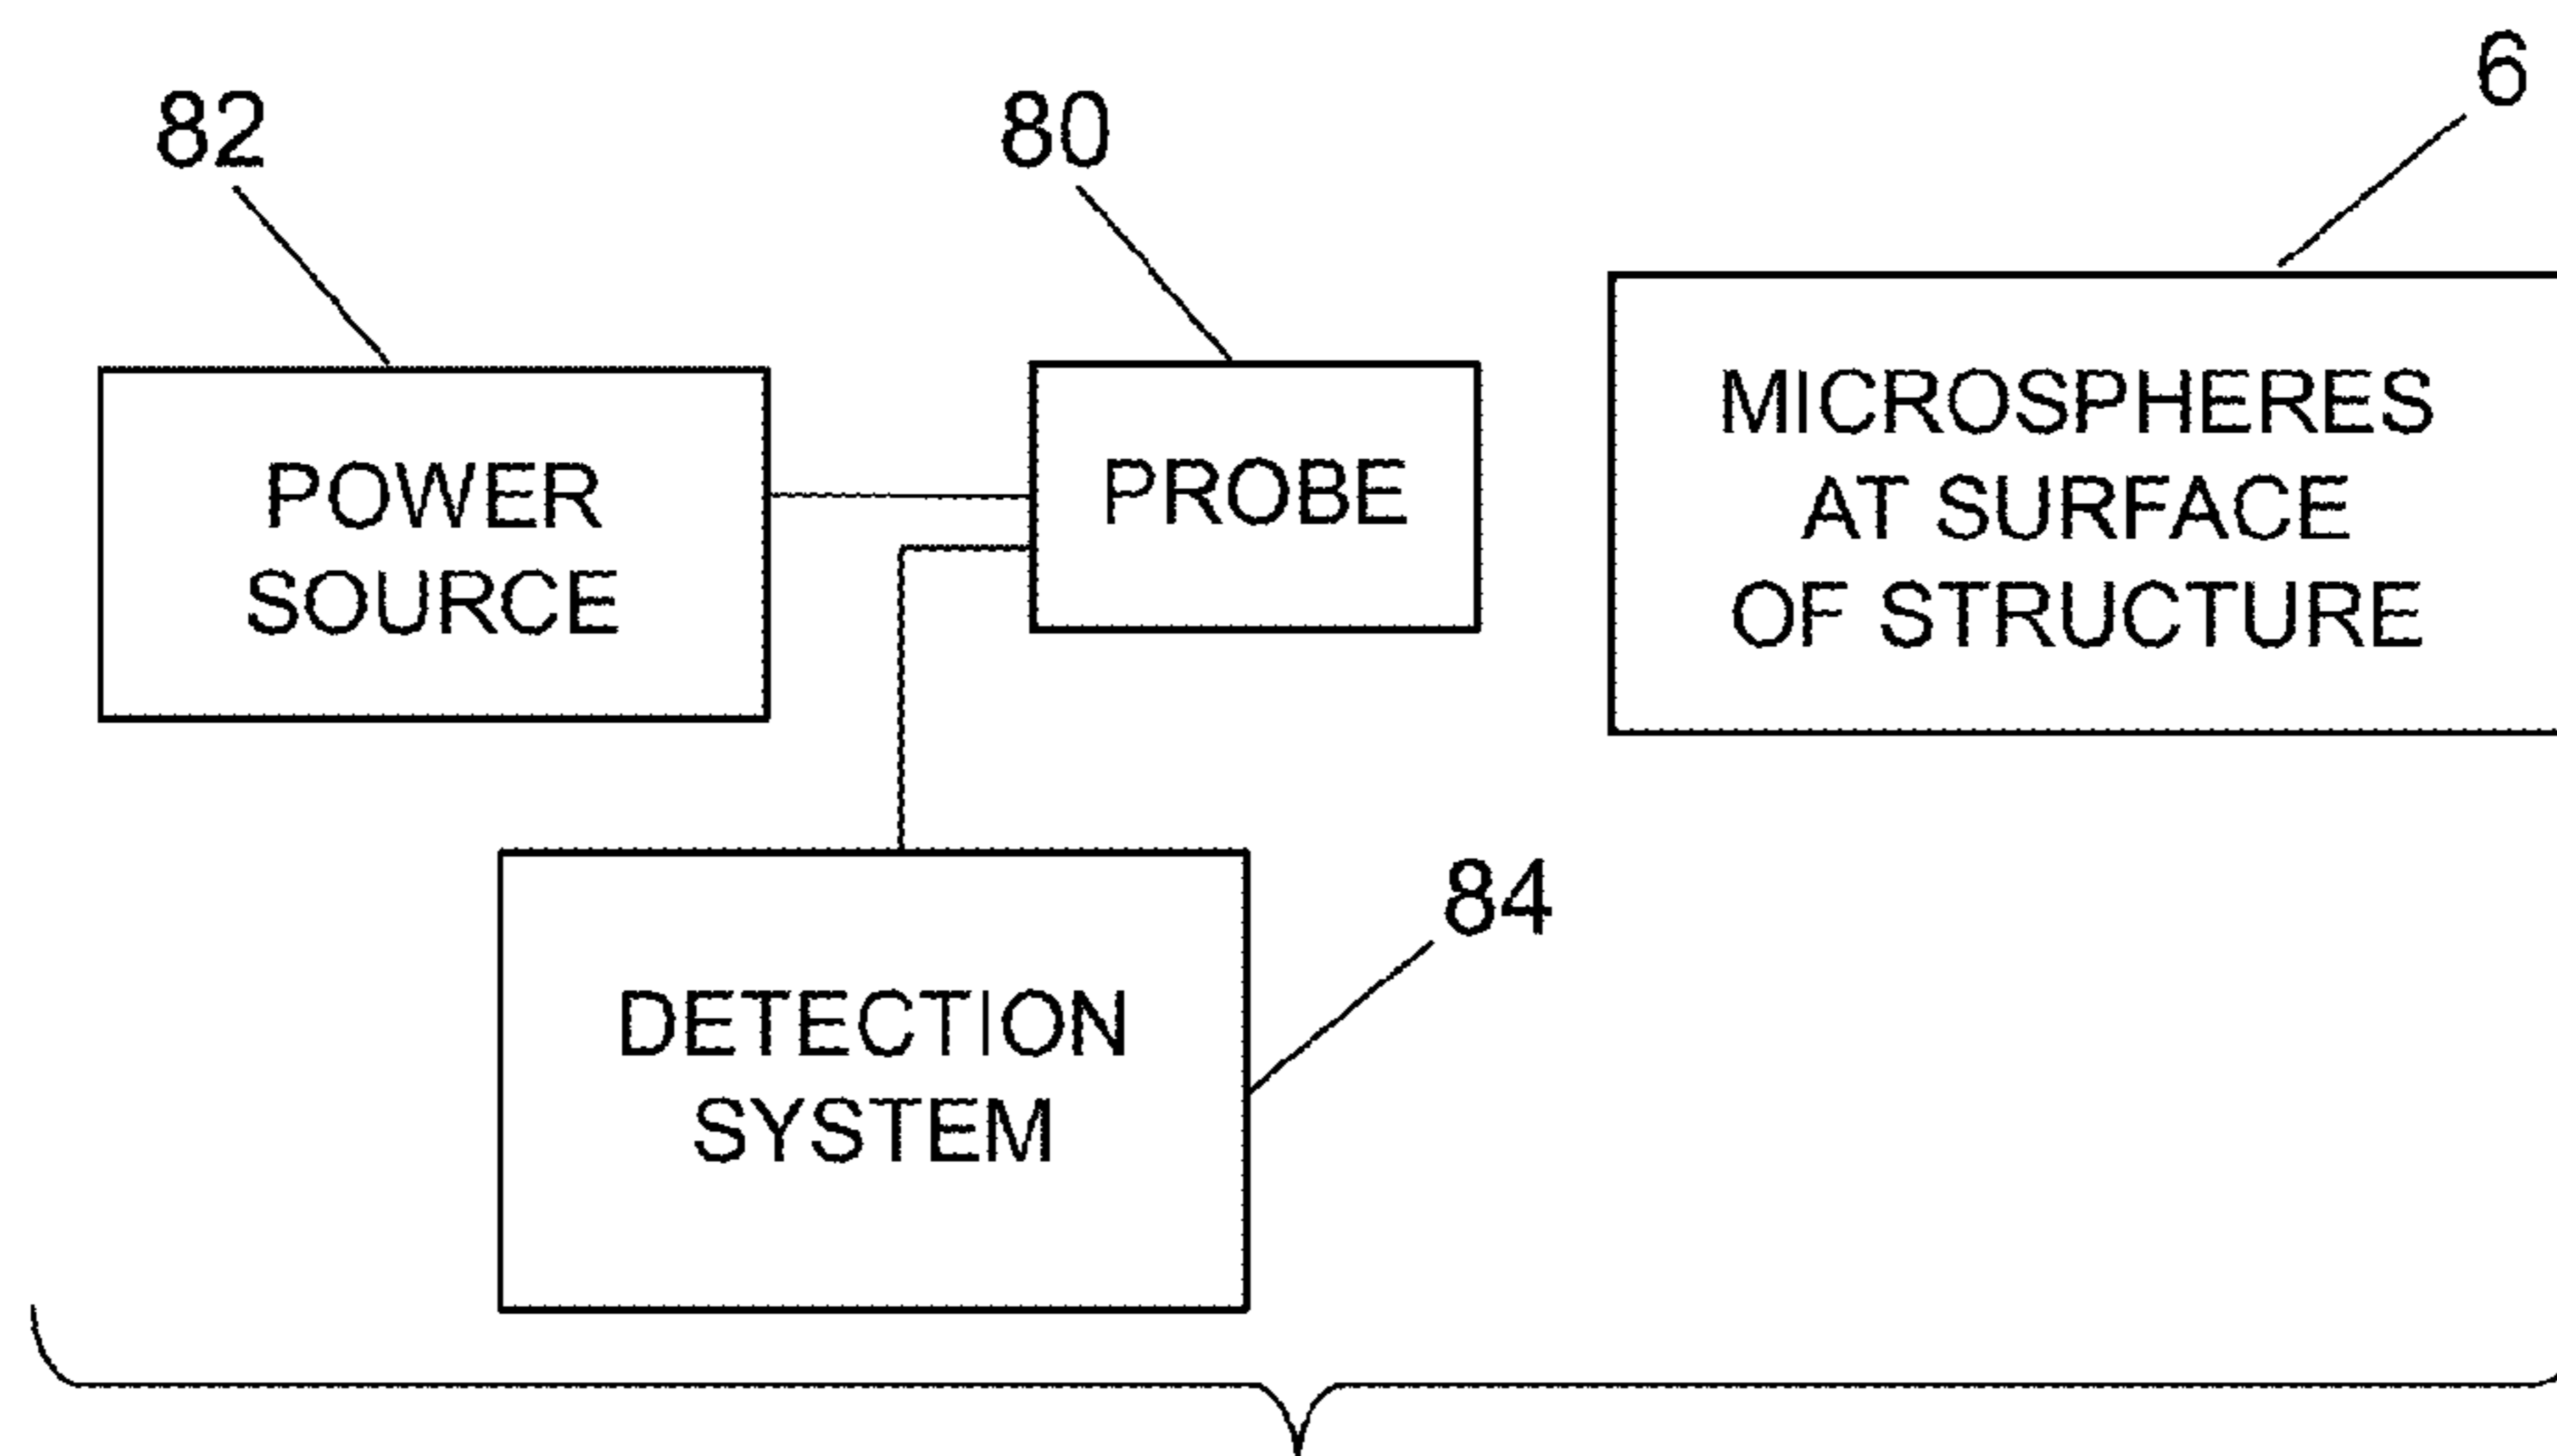 82
80
6
POWER
SOURCE
PROBE
MICROSPHERES
AT SURFACE
OF STRUCTURE
84
DETECTION
SYSTEM